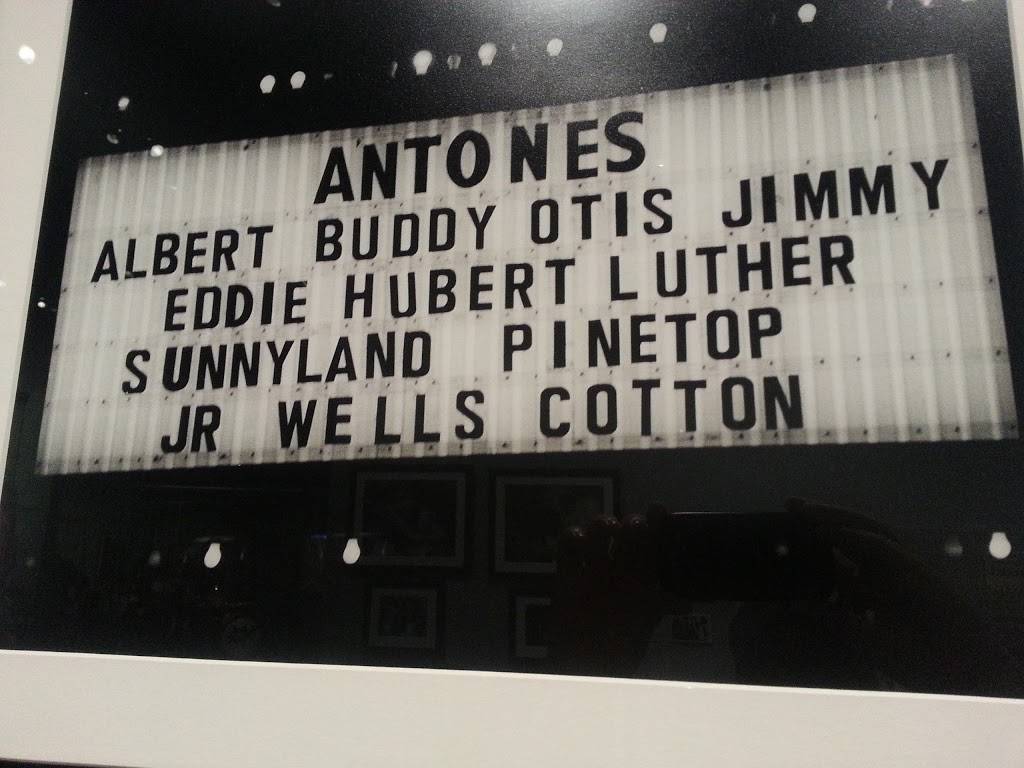 ANTONES
ALBERT BUDDY OTIS JIMMY
EDDIE HUBERT LUTHER
SUNNYLAND PINETOP
JR WELLS COTTON